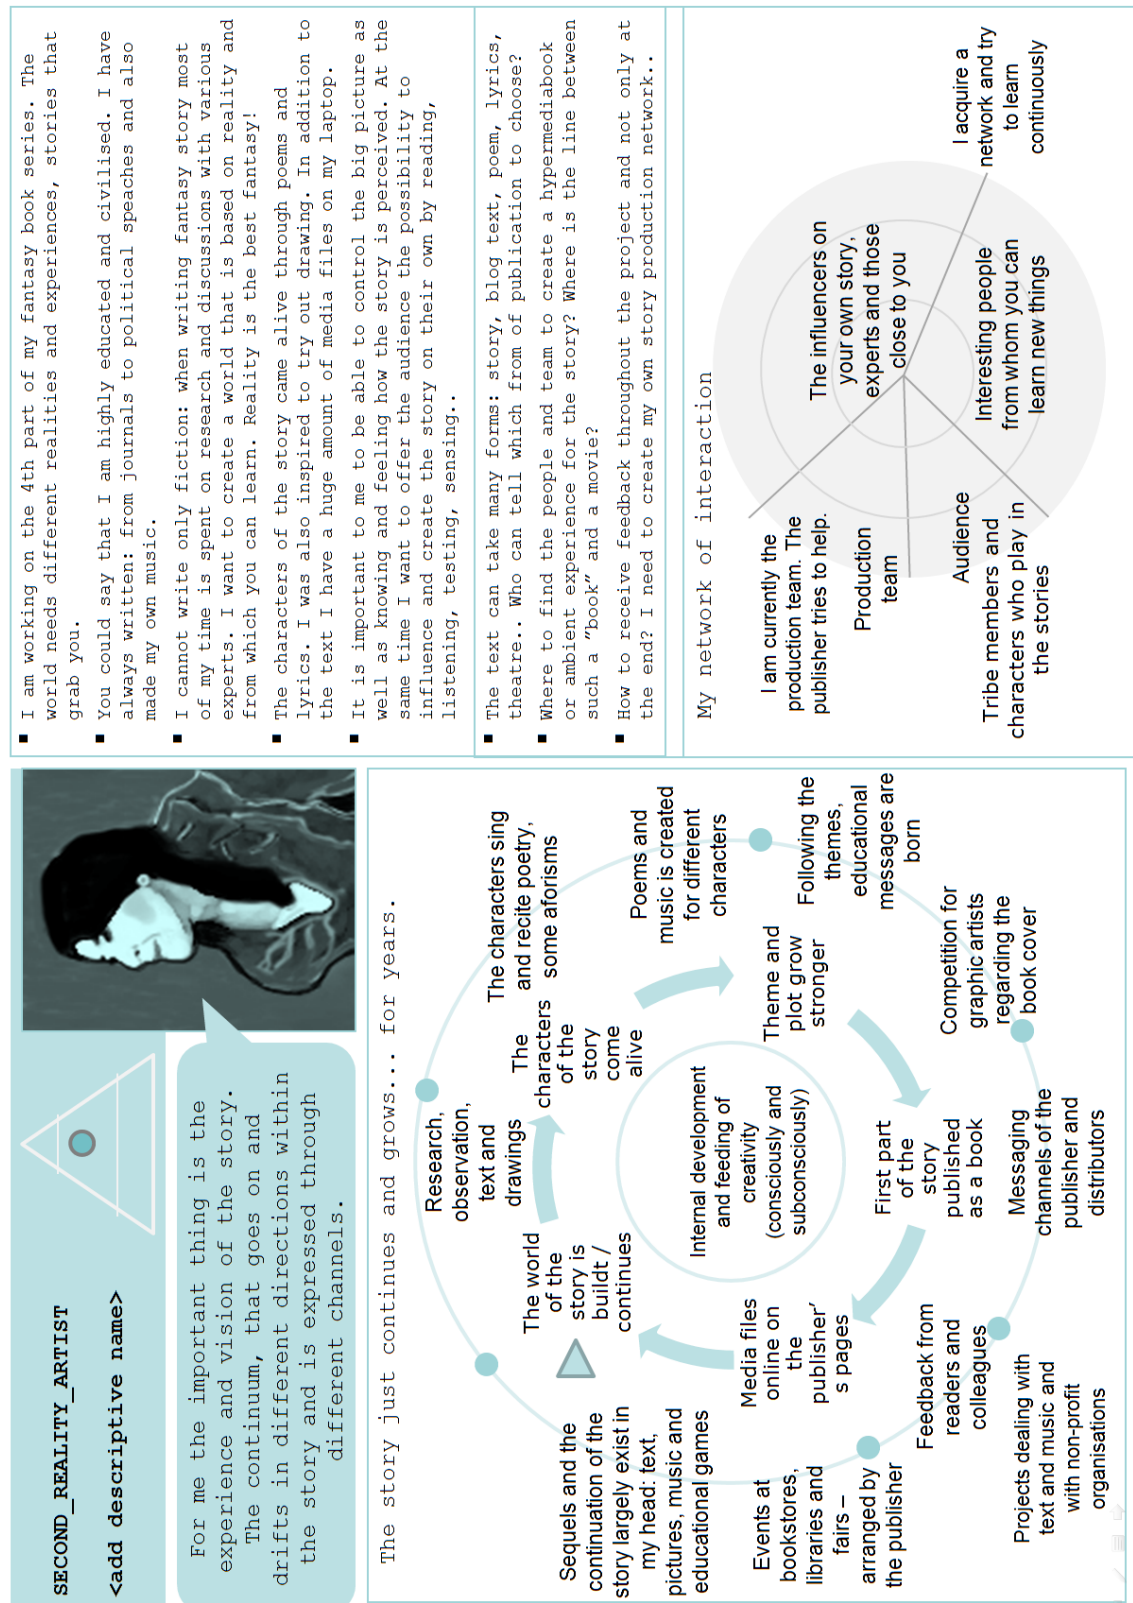 SECOND_REALITY_ARTIST
<add descriptive name>
For me the important thing is the
experience and vision of the story.
The continuum, that goes on and
drifts in different directions within
the story and is expressed through
different channels.
I am working on the 4th part of my fantasy book series. The
world needs different realities and experiences, stories that
grab you.
You could say that I am highly educated and civilised. I have
always written: from journals to political speaches and also
made my own music.
I cannot write only fiction: when writing fantasy story most
of my time is spent on research and discussions with various
experts. I want to create a world that is based on reality and
from which you can learn. Reality is the best fantasy!
The characters of the story came alive through poems and
lyrics. I was also inspired to try out drawing. In addition to
the text I have a huge amount of media files on my laptop.
It is important to me to be able to control the big picture as
well as knowing and feeling how the story is perceived. At the
same time I want to offer the audience the possibility to
influence and create the story on their own by reading,
listening, testing, sensing..
The text can take many forms: story, blog text, poem, lyrics,
theatre.. Who can tell which from of publication to choose?
Where to find the people and team to create a hypermediabook
or ambient experience for the story? Where is the line between
such a ”book” and a movie?
How to receive feedback throughout the project and not only at
the end? I need to create my own story production network..
The story just continues and grows... for years.
Research,
observation,
text and
drawings
The characters sing
and recite poetry,
some aforisms
Poems and
music is created
for different
characters
Following the
themes,
educational
messages are
born
Competition for
graphic artists
regarding the
book cover
Messaging
channels of the
publisher and
distributors
Feedback from
readers and
colleagues
Projects dealing with
text and music and
with non-profit
organisations
Events at
bookstores,
libraries and
fairs –
arranged by
the publisher
Sequels and the
continuation of the
story largely exist in
my head: text,
pictures, music and
educational games
The world
of the
story is
buildt /
continues
The
characters
of the
story
come
alive
Theme and
plot grow
stronger
First part
of the
story
published
as a book
Media files
online on
the
publisher’
s pages
Internal development
and feeding of
creativity
(consciously and
subconsciously)
My network of interaction
I am currently the
production team. The
publisher tries to help.
Production
team
Audience
Tribe members and
characters who play in
the stories
The influencers on
your own story,
experts and those
close to you
Interesting people
from whom you can
learn new things
I acquire a
network and try
to learn
continuously